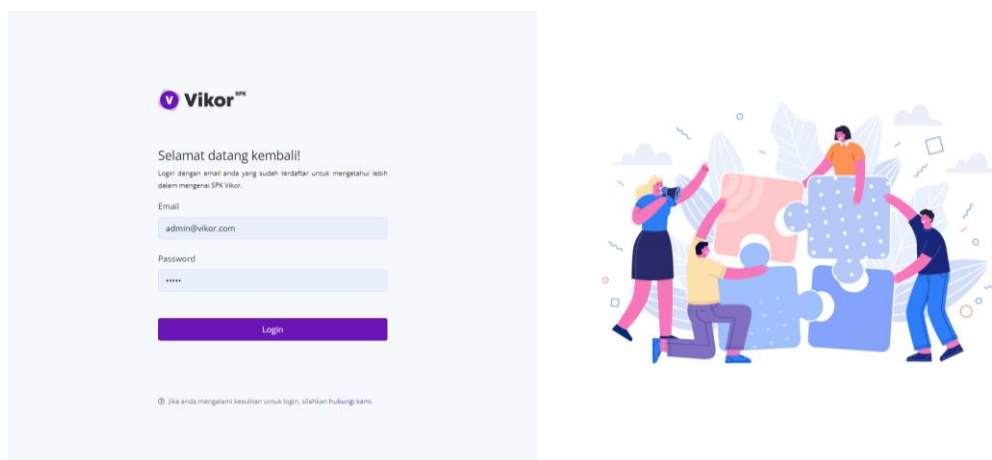 V Vikor SPK
Selamat datang kembali!
Login dengan email anda yang sudah terdaftar untuk mengetahui lebih
dalam mengenai SPK Vikor.
Email
admin@vikor.com
Password
•••••
Login
? Jika anda mengalami kesulitan untuk login, silahkan hubungi kami.